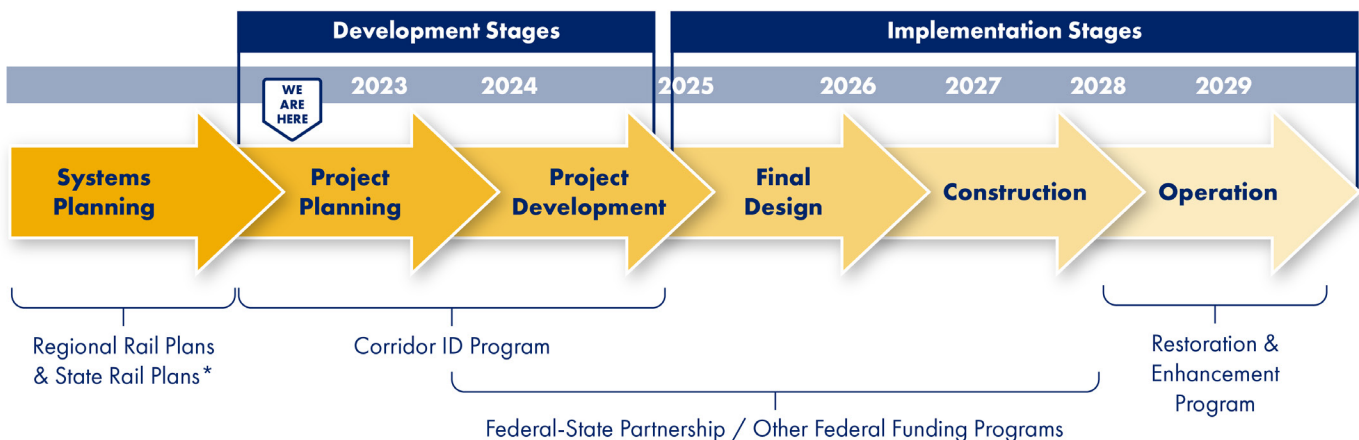 Development Stages
Implementation Stages
2023
2024
2025
2026
2027
2028
2029
WE
ARE
HERE
Systems
Planning
Project
Planning
Project
Development
Final
Design
Construction
Operation
Regional Rail Plans
& State Rail Plans*
Corridor ID Program
Restoration &
Enhancement
Program
Federal-State Partnership / Other Federal Funding Programs